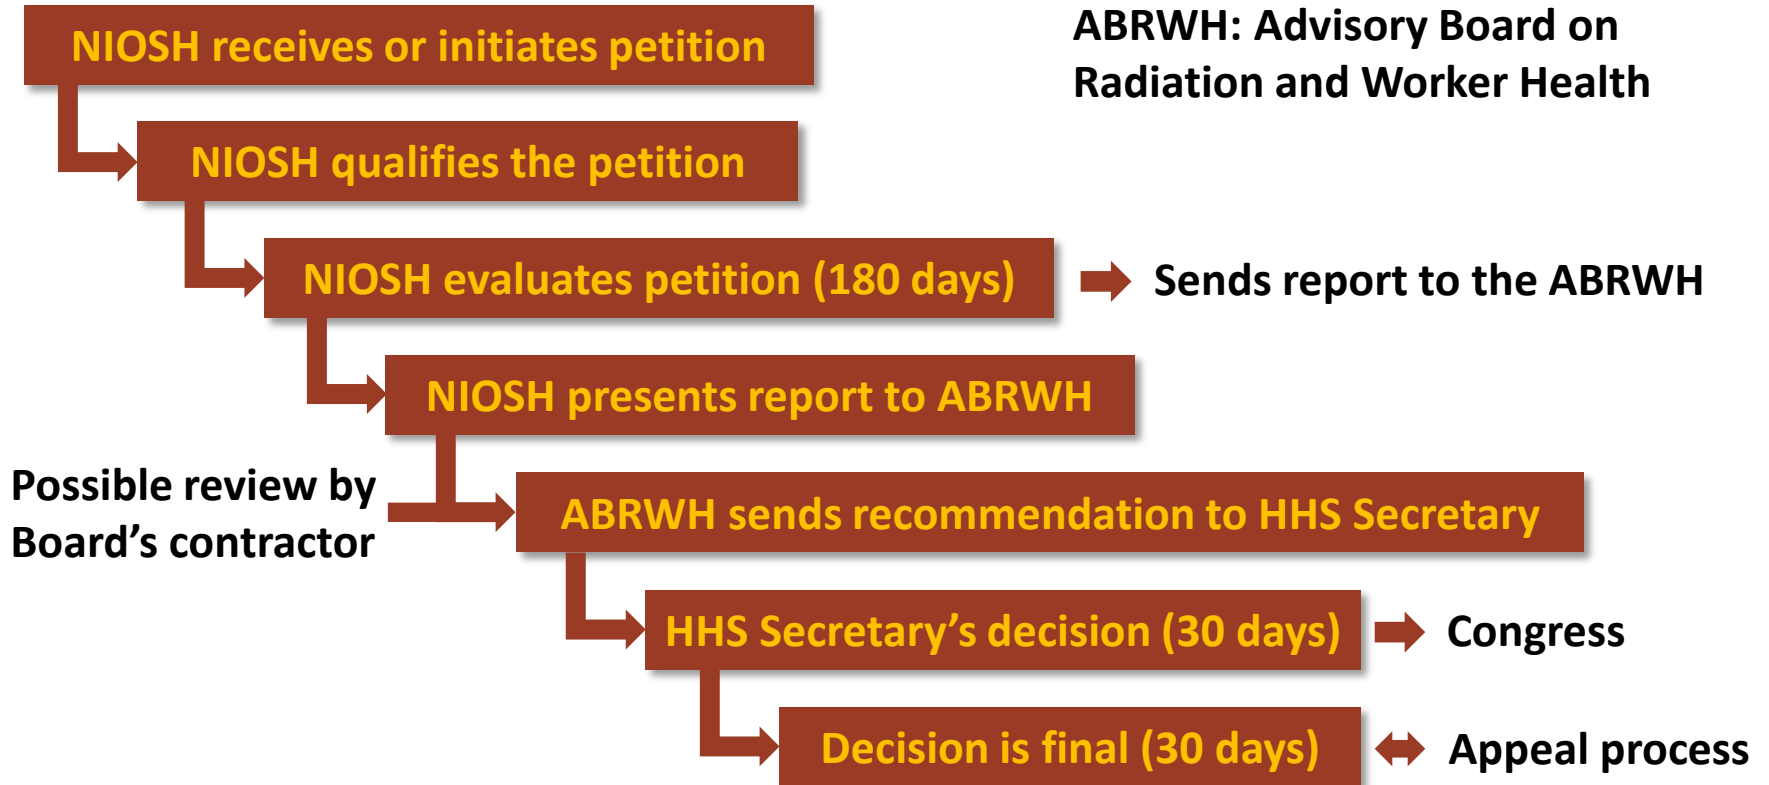 NIOSH receives or initiates petition
ABRWH: Advisory Board on
Radiation and Worker Health
NIOSH qualifies the petition
NIOSH evaluates petition (180 days)
Sends report to the ABRWH
NIOSH presents report to ABRWH
Possible review by
Board’s contractor
ABRWH sends recommendation to HHS Secretary
HHS Secretary’s decision (30 days)
Congress
Decision is final (30 days)
Appeal process